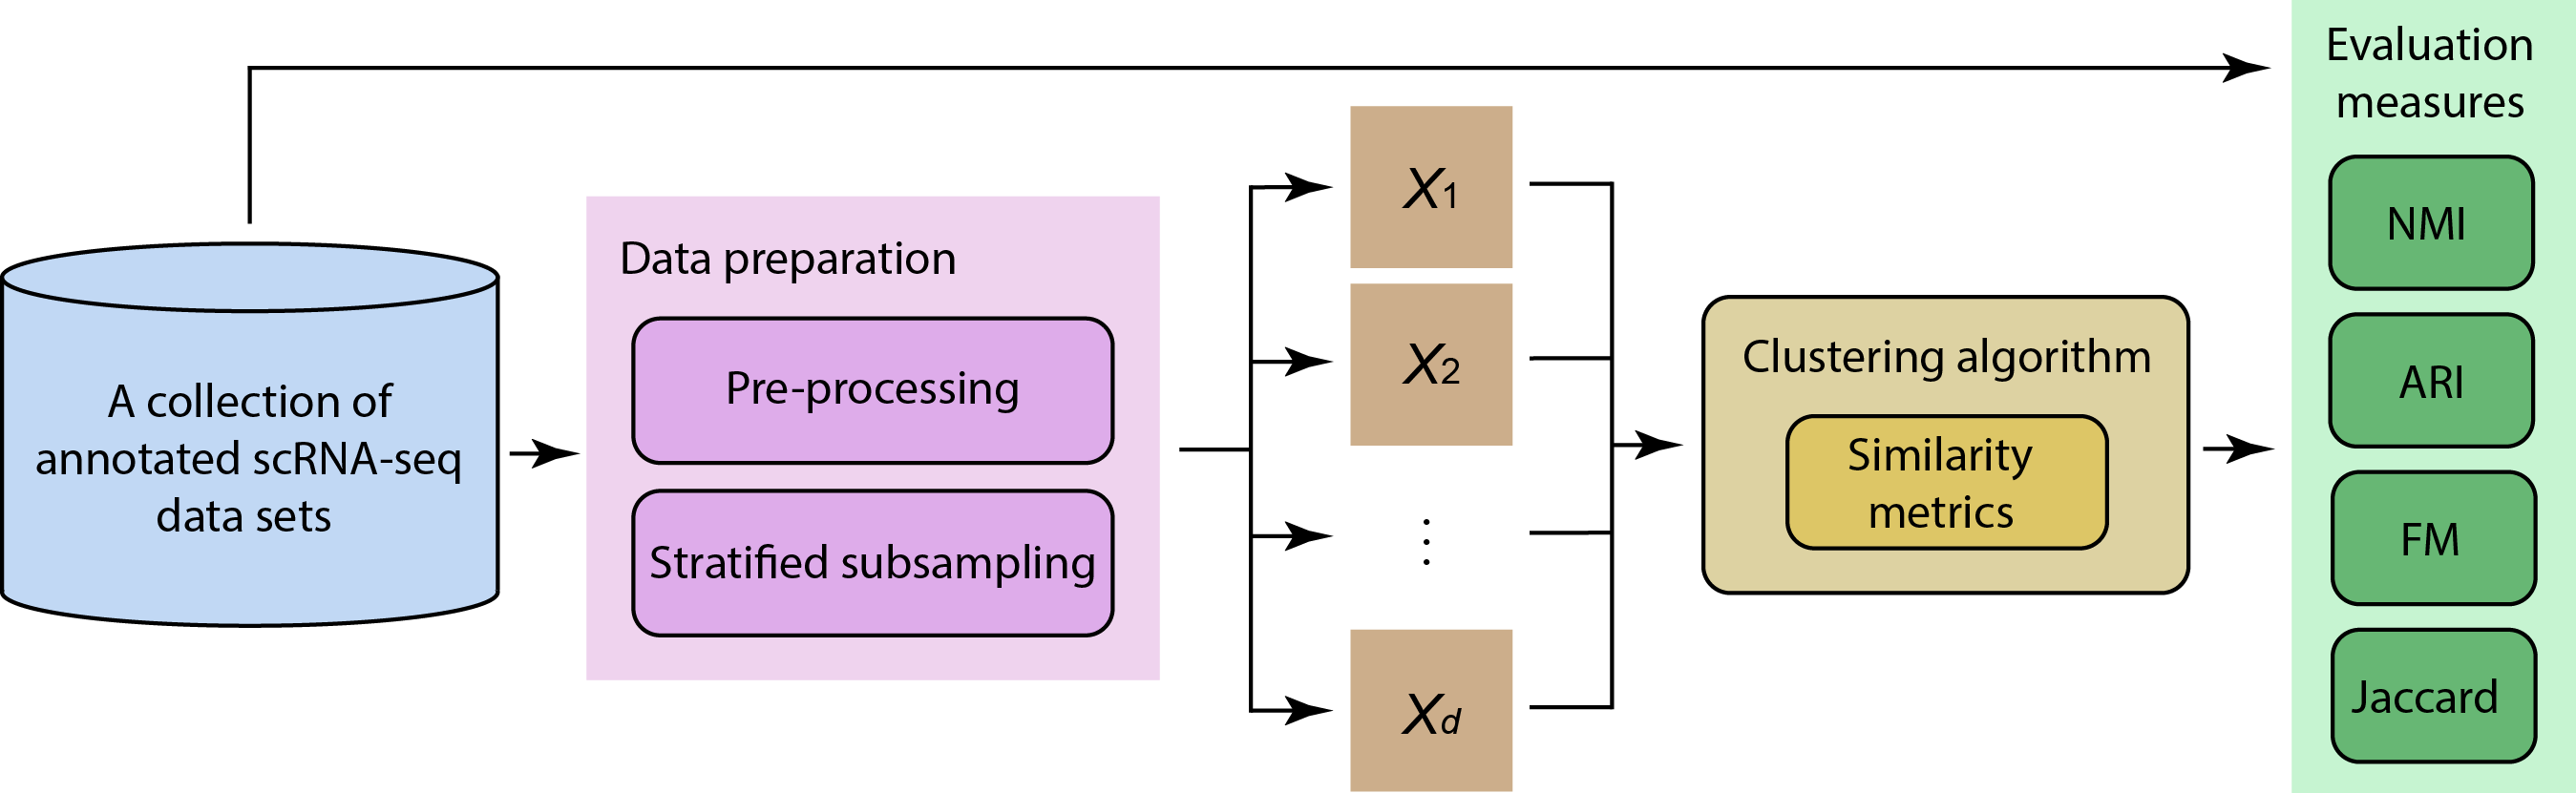 A collection of
annotated scRNA-seq
data sets
Data preparation
Pre-processing
Stratified subsampling
X1
X2
⋮
Xd
Clustering algorithm
Similarity
metrics
Evaluation
measures
NMI
ARI
FM
Jaccard